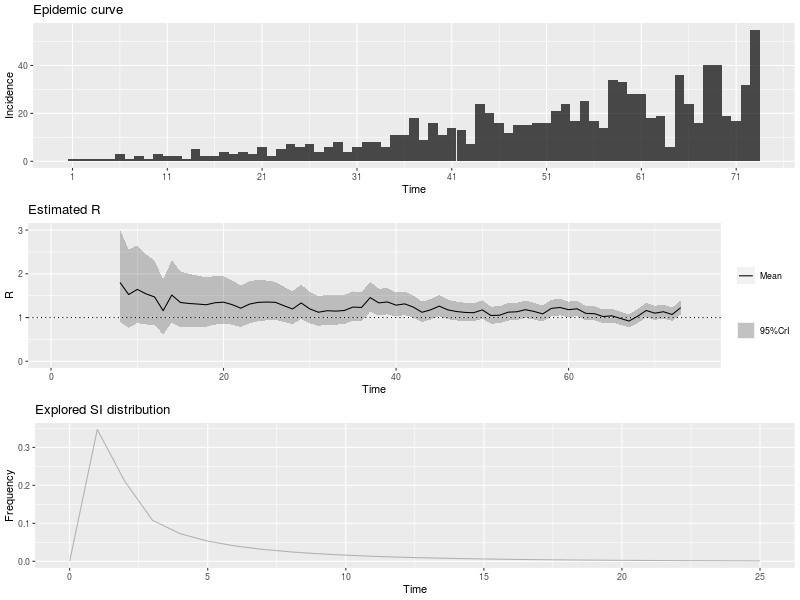 Epidemic curve
Incidence
40
20
0
1 11 21 31 41 51 61 71
Time
Estimated R
R
3
2
1
0
0 20 40 60
Time
Mean
95%CrI
Explored SI distribution
Frequency
0.3
0.2
0.1
0.0
0 5 10 15 20 25
Time